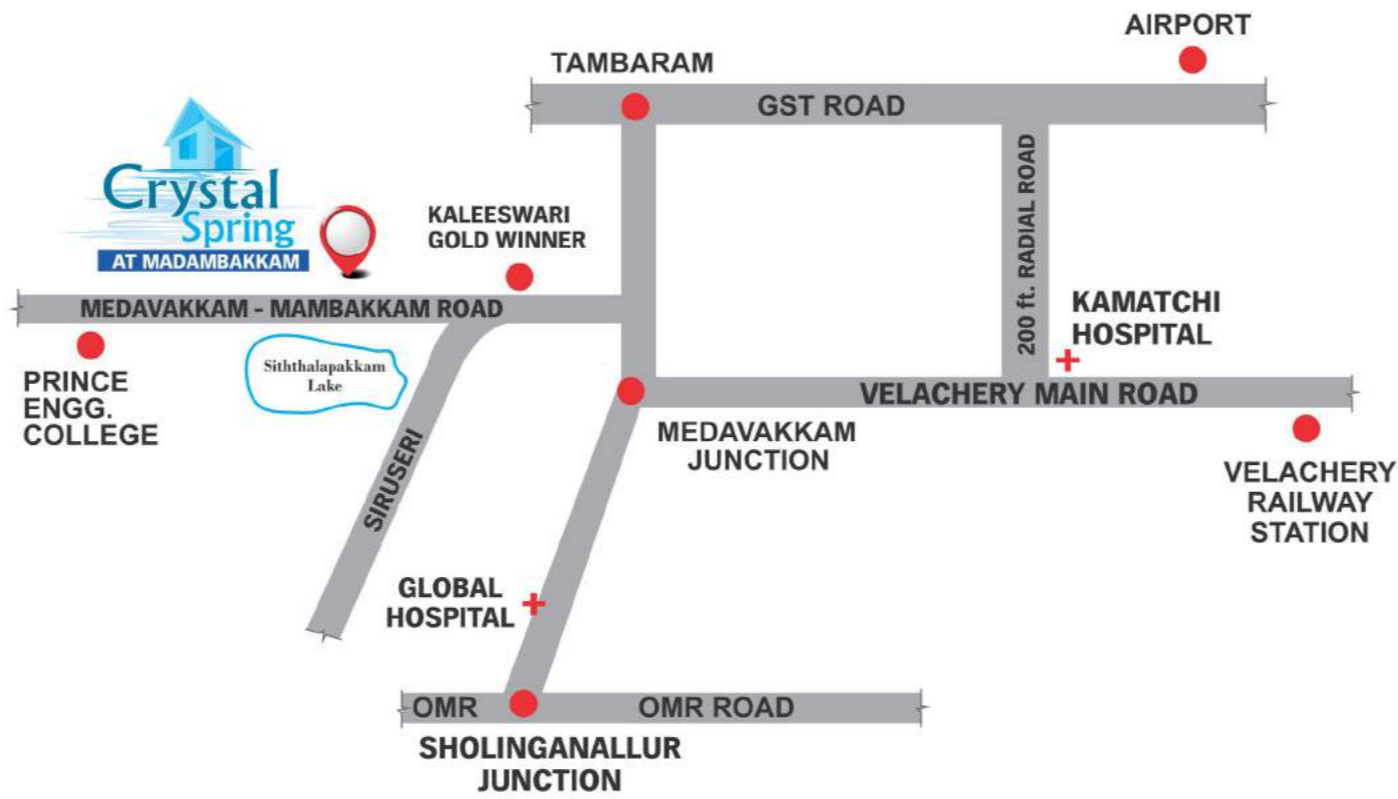 AIRPORT
TAMBARAM
GST ROAD
Crystal
Spring
AT MADAMBAKKAM
KALEESWARI
GOLD WINNER
200 ft. RADIAL ROAD
MEDAVAKKAM - MAMBAKKAM ROAD
KAMATCHI
HOSPITAL
PRINCE
ENGG.
COLLEGE
Siththalapakkam
Lake
VELACHERY MAIN ROAD
MEDAVAKKAM
JUNCTION
SIRUSERI
VELACHERY
RAILWAY
STATION
GLOBAL
HOSPITAL
OMR
OMR ROAD
SHOLINGANALLUR
JUNCTION